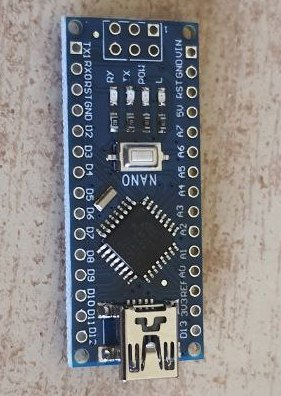 1
RX TX POW L
NANO
TX1
RX0
RST
GND
D2
D3
D4
D5
D6
D7
D8
D9
D10
D11
D12
VIN
GND
RST
5V
A7
A6
A5
A4
A3
A2
A1
A0
REF
3V3
D13